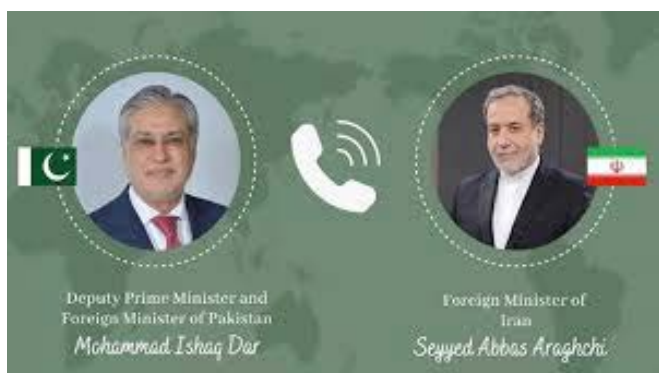 Deputy Prime Minister and
Foreign Minister of Pakistan
Mohammad Ishaq Dar
Foreign Minister of
Iran
Seyyed Abbas Araghchi